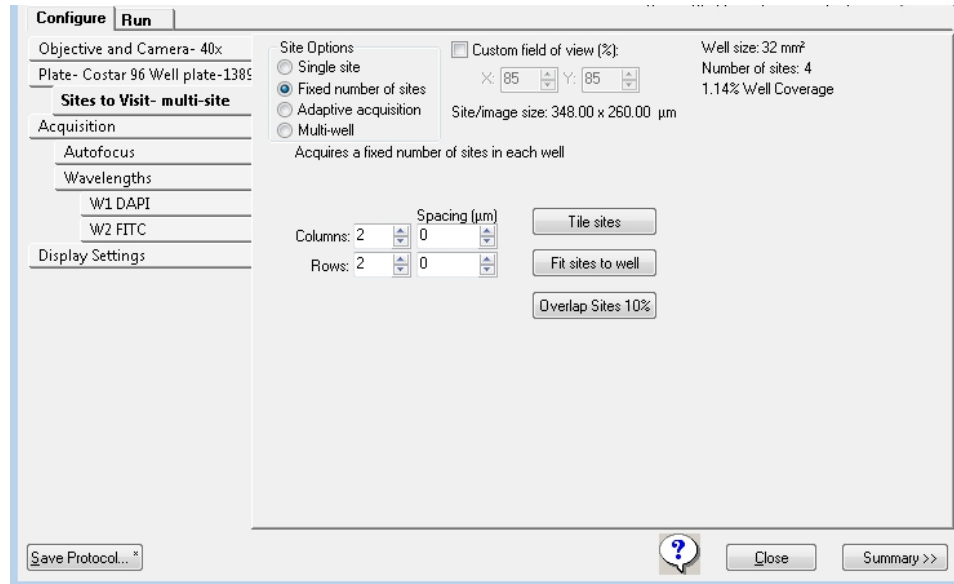 Configure
Run
Objective and Camera- 40x
Plate- Costar 96 Well plate-1389
Sites to Visit- multi-site
Acquisition
Autofocus
Wavelengths
W1 DAPI
W2 FITC
Display Settings
Site Options
Single site
Fixed number of sites
Adaptive acquisition
Multi-well
Custom field of view (%):
X: 85 Y: 85
Site/image size: 348.00 x 260.00 µm
Well size: 32 mm²
Number of sites: 4
1.14% Well Coverage
Acquires a fixed number of sites in each well
Spacing (µm)
Columns: 2 0
Rows: 2 0
Tile sites
Fit sites to well
Overlap Sites 10%
Save Protocol... *
?
Close
Summary >>